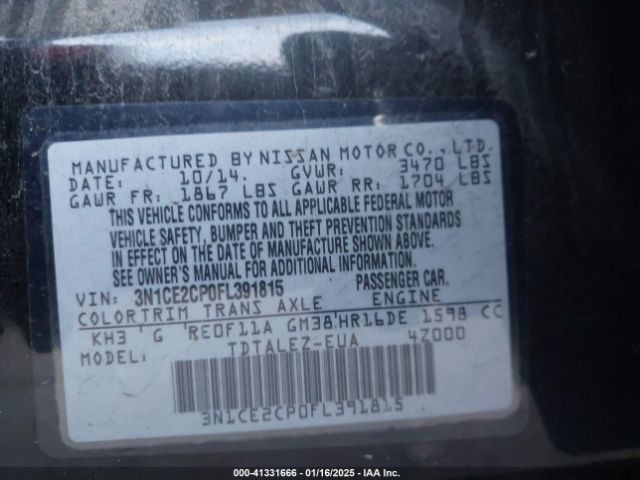 MANUFACTURED BY NISSAN MOTOR CO., LTD.
DATE: 10/14. GVWR: 3470 LBS
GAWR FR: 1867 LBS GAWR RR: 1704 LBS
THIS VEHICLE CONFORMS TO ALL APPLICABLE FEDERAL MOTOR
VEHICLE SAFETY, BUMPER AND THEFT PREVENTION STANDARDS
IN EFFECT ON THE DATE OF MANUFACTURE SHOWN ABOVE.
SEE OWNER'S MANUAL FOR ADDITIONAL INFORMATION.
VIN: 3N1CE2CP0FL391815 PASSENGER CAR.
COLOR TRIM TRANS AXLE ENGINE
KH3 ' G 'RE0F11A GM38'HR16DE 1598 CC
MODEL: TDTALEZ-EUA 4Z000
3N1CE2CP0FL391815
000-41331666 - 01/16/2025 - IAA Inc.